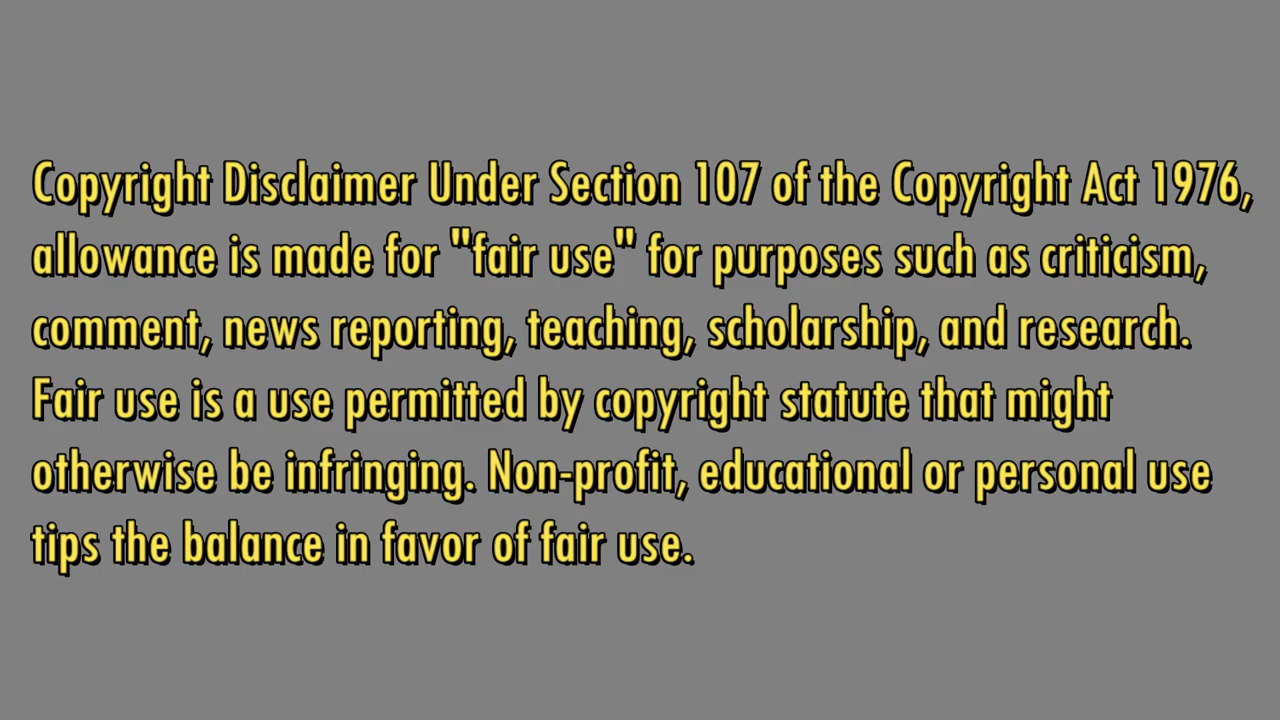 Copyright Disclaimer Under Section 107 of the Copyright Act 1976,
allowance is made for "fair use" for purposes such as criticism,
comment, news reporting, teaching, scholarship, and research.
Fair use is a use permitted by copyright statute that might
otherwise be infringing. Non-profit, educational or personal use
tips the balance in favor of fair use.